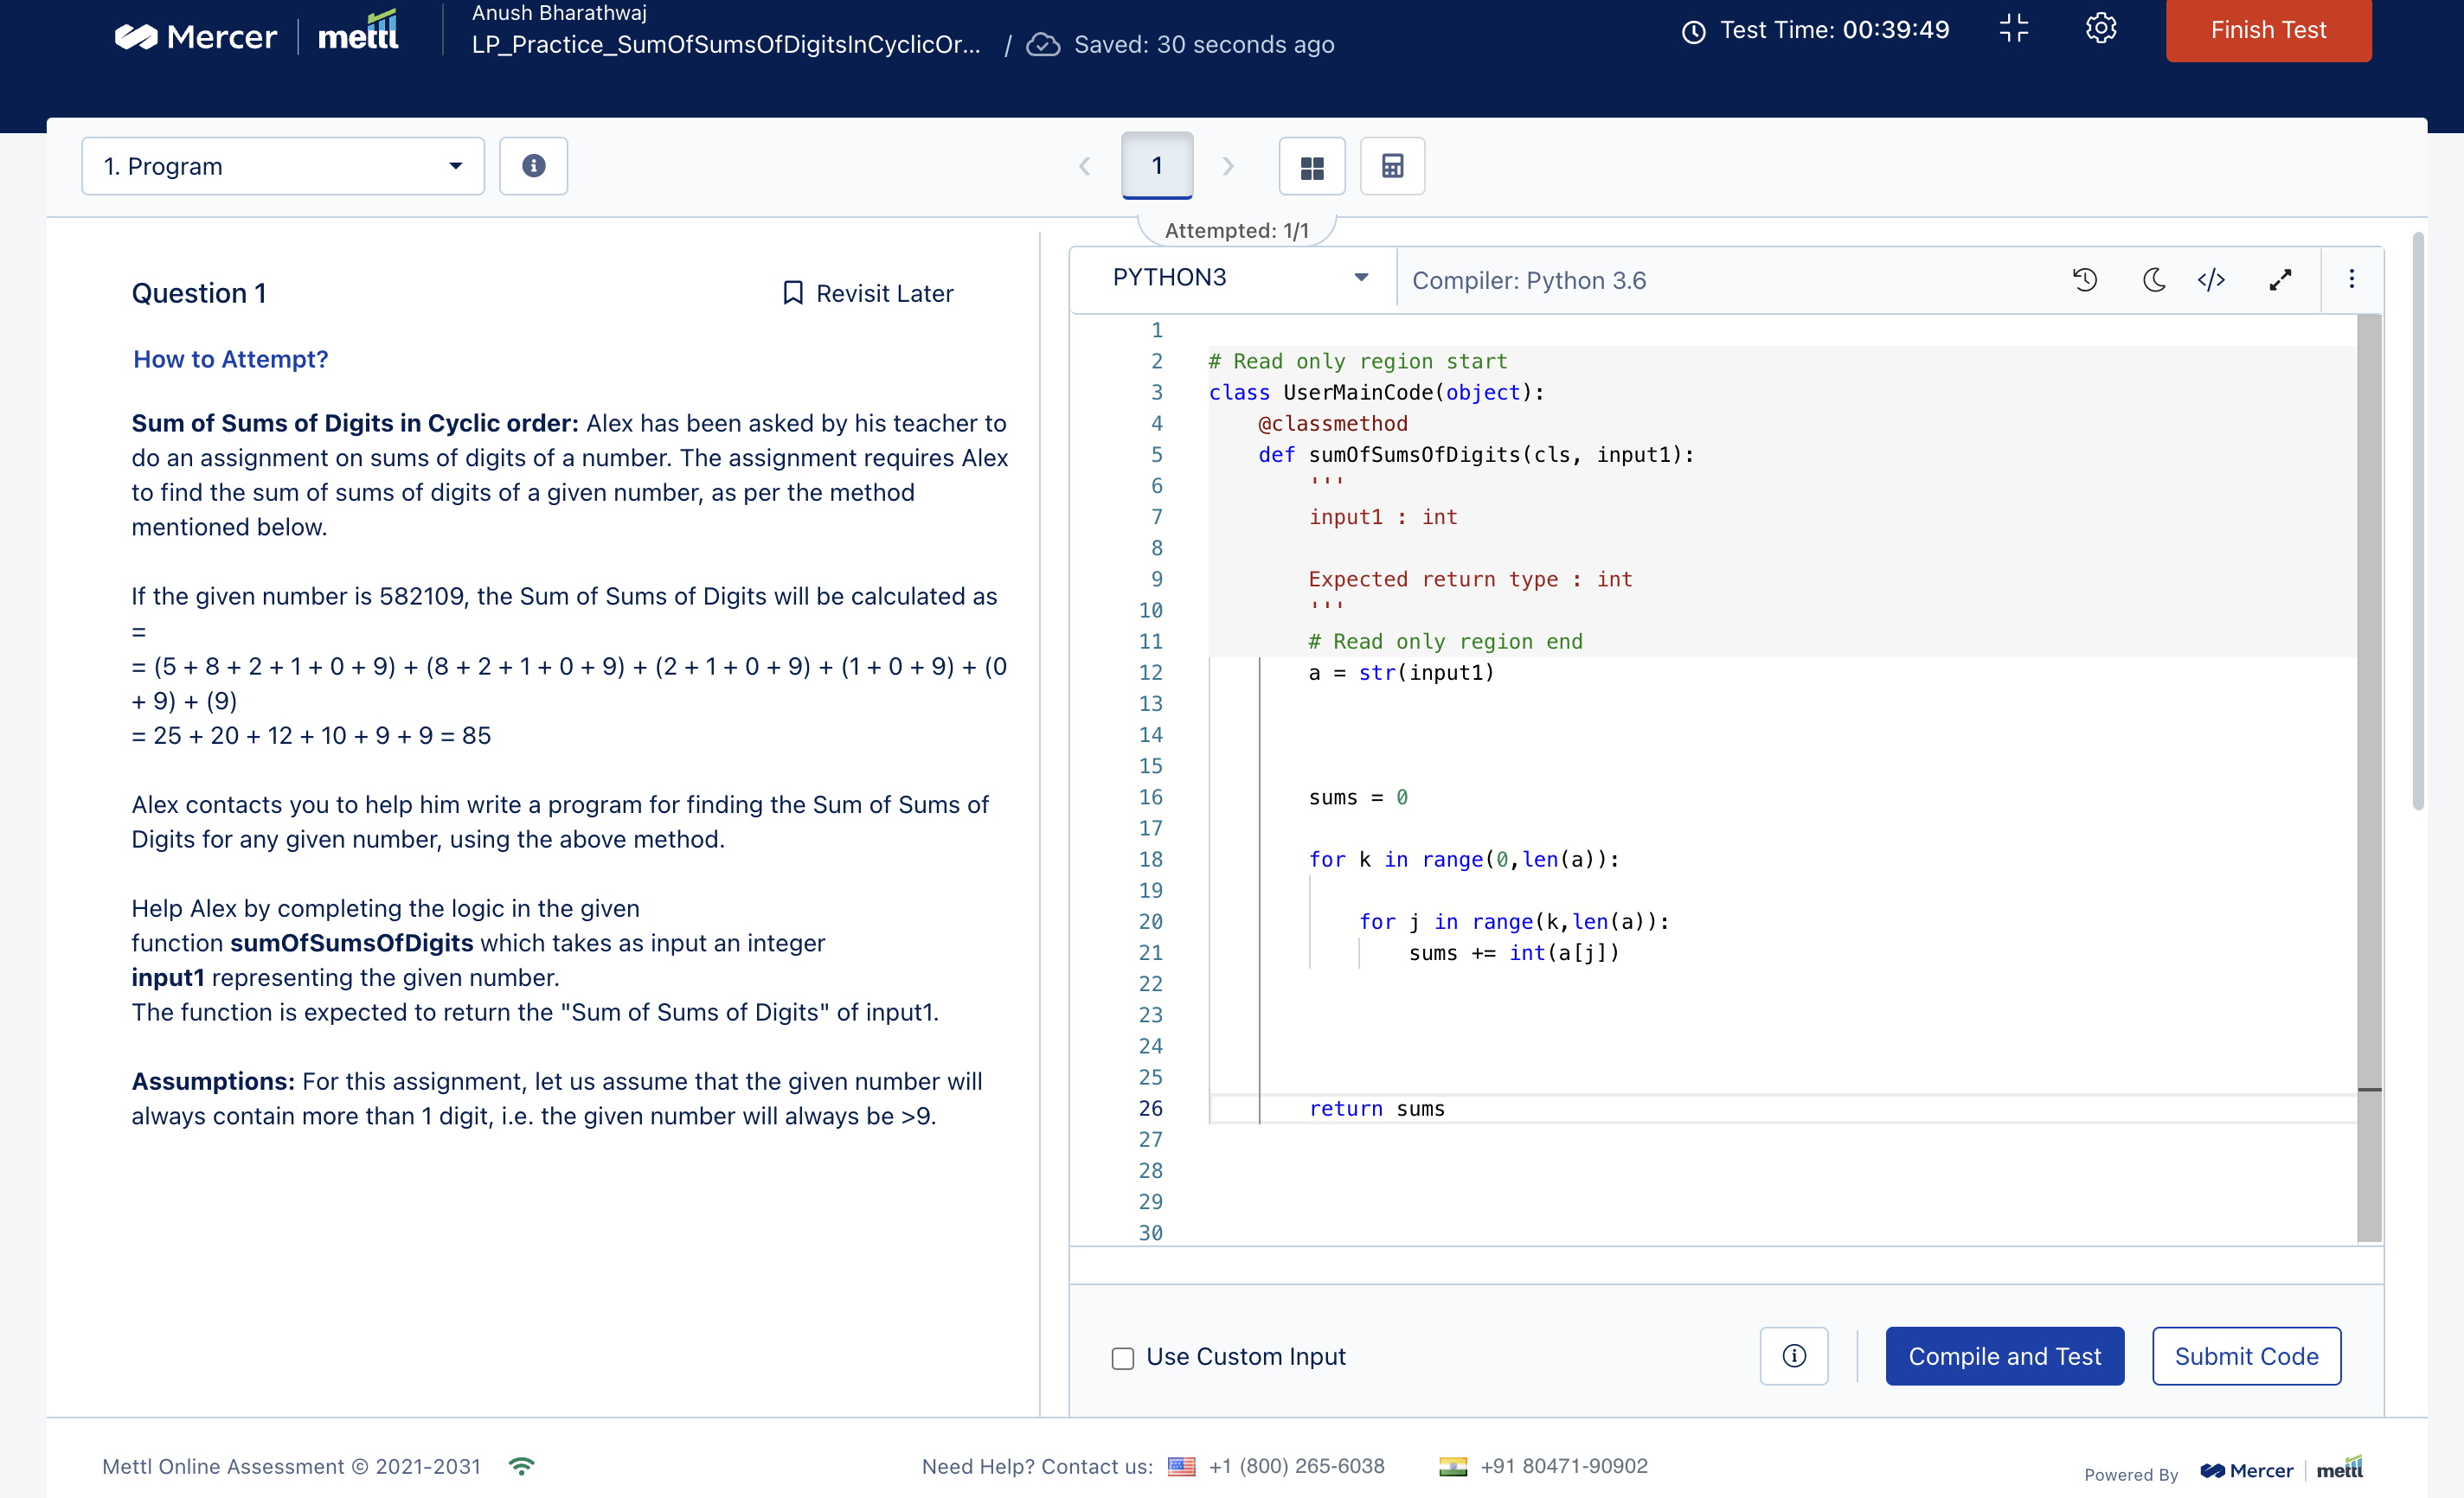 Mercer
mettl
Anush Bharathwaj
LP_Practice_SumOfSumsOfDigitsInCyclicOr...
/
Saved: 30 seconds ago
Test Time: 00:39:49
Finish Test
1. Program
1
Attempted: 1/1
Question 1
Revisit Later
How to Attempt?
Sum of Sums of Digits in Cyclic order: Alex has been asked by his teacher to
do an assignment on sums of digits of a number. The assignment requires Alex
to find the sum of sums of digits of a given number, as per the method
mentioned below.
If the given number is 582109, the Sum of Sums of Digits will be calculated as
=
= (5 + 8 + 2 + 1 + 0 + 9) + (8 + 2 + 1 + 0 + 9) + (2 + 1 + 0 + 9) + (1 + 0 + 9) + (0
+ 9) + (9)
= 25 + 20 + 12 + 10 + 9 + 9 = 85
Alex contacts you to help him write a program for finding the Sum of Sums of
Digits for any given number, using the above method.
Help Alex by completing the logic in the given
function sumOfSumsOfDigits which takes as input an integer
input1 representing the given number.
The function is expected to return the "Sum of Sums of Digits" of input1.
Assumptions: For this assignment, let us assume that the given number will
always contain more than 1 digit, i.e. the given number will always be >9.
PYTHON3
Compiler: Python 3.6
</>
1
2 # Read only region start
3 class UserMainCode(object):
4     @classmethod
5     def sumOfSumsOfDigits(cls, input1):
6         '''
7         input1 : int
8
9         Expected return type : int
10         '''
11         # Read only region end
12         a = str(input1)
13
14
15
16         sums = 0
17
18         for k in range(0,len(a)):
19
20             for j in range(k,len(a)):
21                 sums += int(a[j])
22
23
24
25
26         return sums
27
28
29
30
Use Custom Input
Compile and Test
Submit Code
Mettl Online Assessment © 2021-2031
Need Help? Contact us:
+1 (800) 265-6038
+91 80471-90902
Powered By
Mercer
mettl